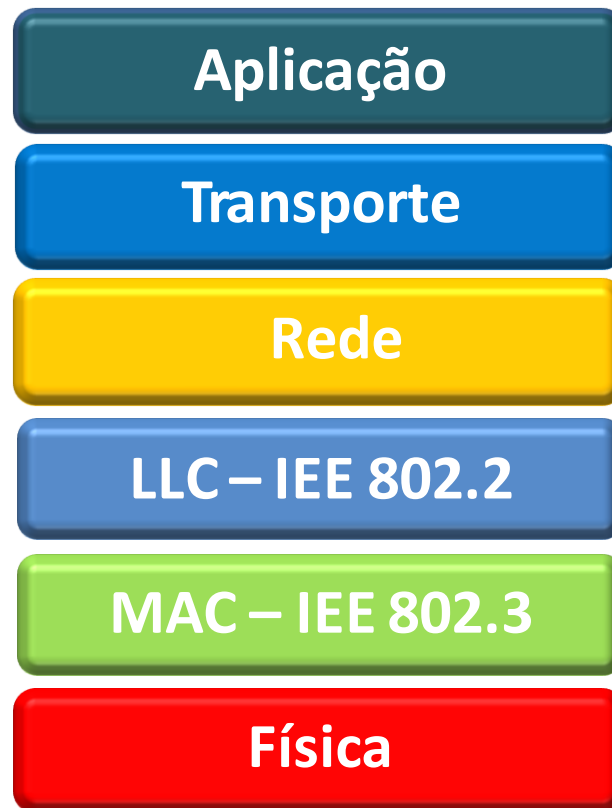 Aplicação
Transporte
Rede
LLC – IEE 802.2
MAC – IEE 802.3
Física